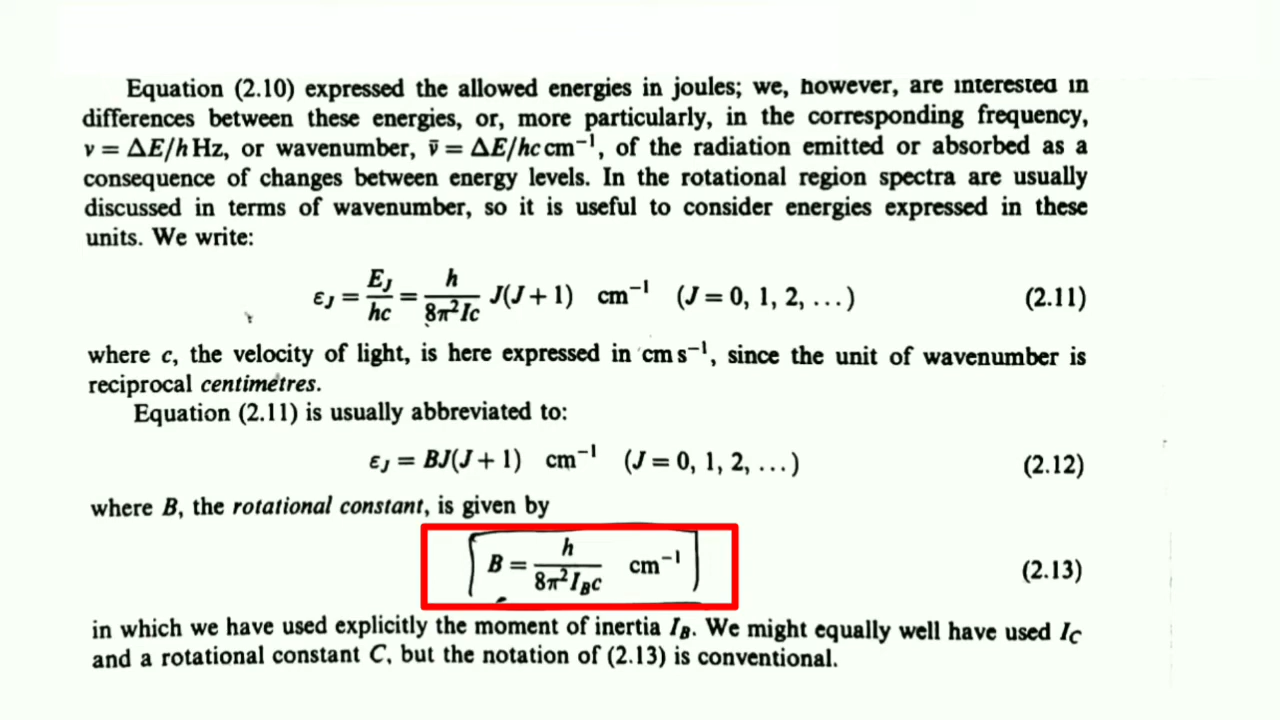 Equation (2.10) expressed the allowed energies in joules; we, however, are interested in
differences between these energies, or, more particularly, in the corresponding frequency,
ν = ΔE/h Hz, or wavenumber, ν̄ = ΔE/hc cm⁻¹, of the radiation emitted or absorbed as a
consequence of changes between energy levels. In the rotational region spectra are usually
discussed in terms of wavenumber, so it is useful to consider energies expressed in these
units. We write:
εJ = EJ/hc = h/8π²Ic J(J + 1) cm⁻¹ (J = 0, 1, 2, ...) (2.11)
where c, the velocity of light, is here expressed in cm s⁻¹, since the unit of wavenumber is
reciprocal centimetres.
Equation (2.11) is usually abbreviated to:
εJ = BJ(J + 1) cm⁻¹ (J = 0, 1, 2, ...) (2.12)
where B, the rotational constant, is given by
B = h/8π²IBc cm⁻¹ (2.13)
in which we have used explicitly the moment of inertia IB. We might equally well have used IC
and a rotational constant C, but the notation of (2.13) is conventional.